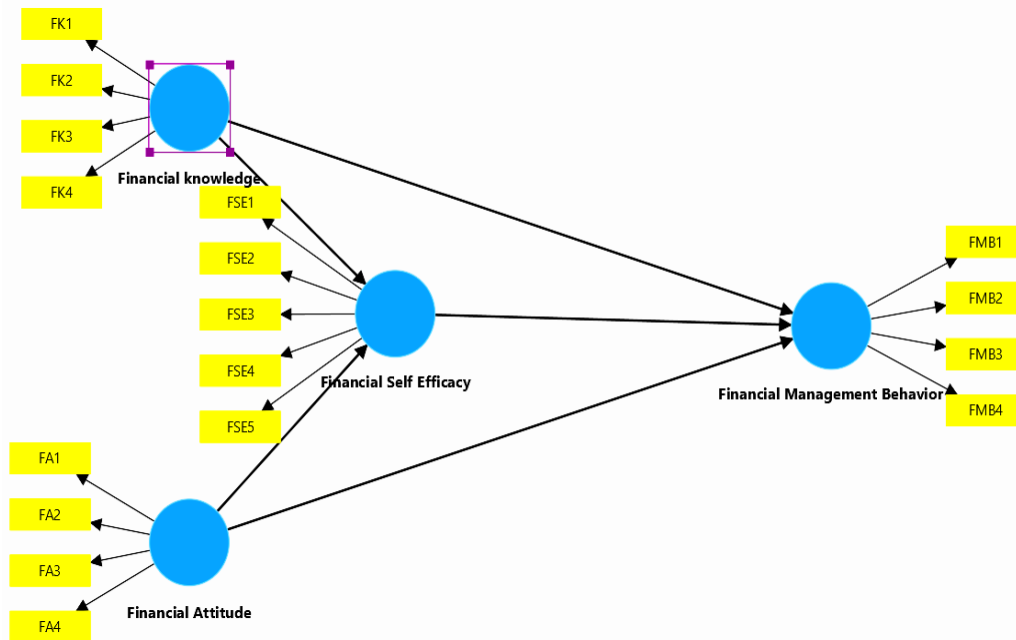 FK1
FK2
FK3
FK4
Financial knowledge
FSE1
FSE2
FSE3
FSE4
FSE5
Financial Self Efficacy
FMB1
FMB2
FMB3
FMB4
Financial Management Behavior
FA1
FA2
FA3
FA4
Financial Attitude